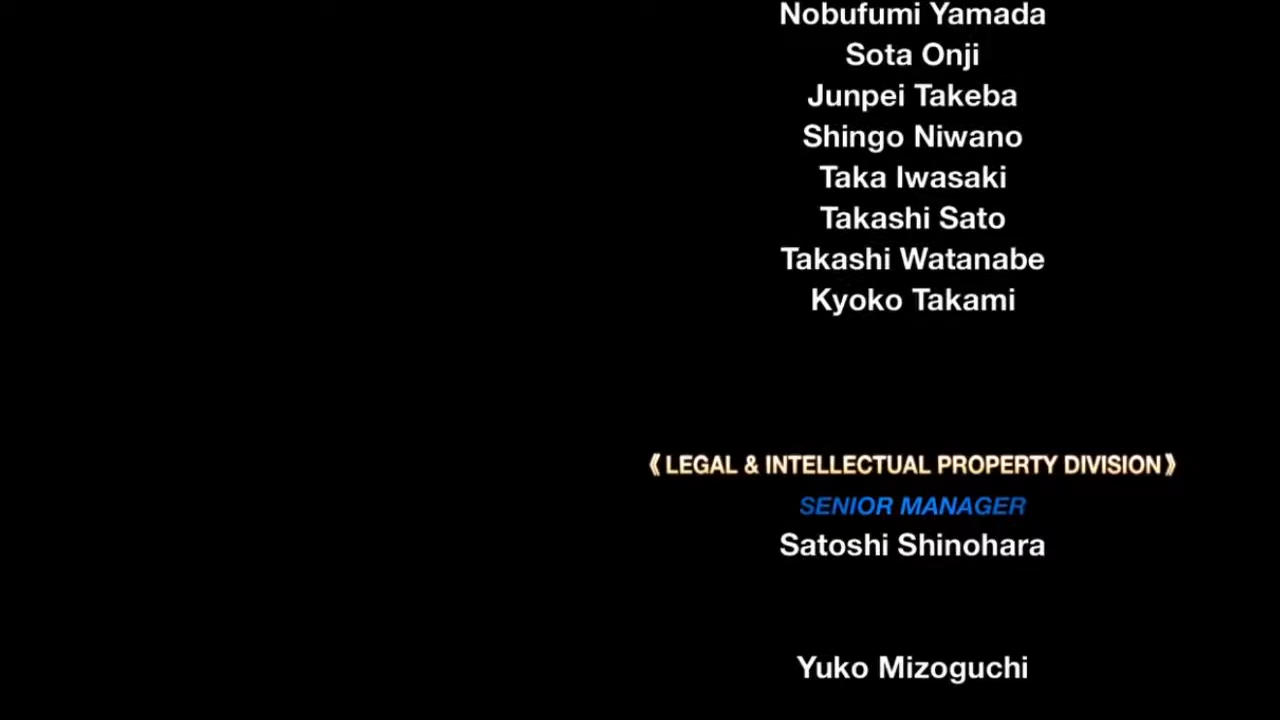 Nobufumi Yamada
Sota Onji
Junpei Takeba
Shingo Niwano
Taka Iwasaki
Takashi Sato
Takashi Watanabe
Kyoko Takami
《 LEGAL & INTELLECTUAL PROPERTY DIVISION 》
SENIOR MANAGER
Satoshi Shinohara
Yuko Mizoguchi